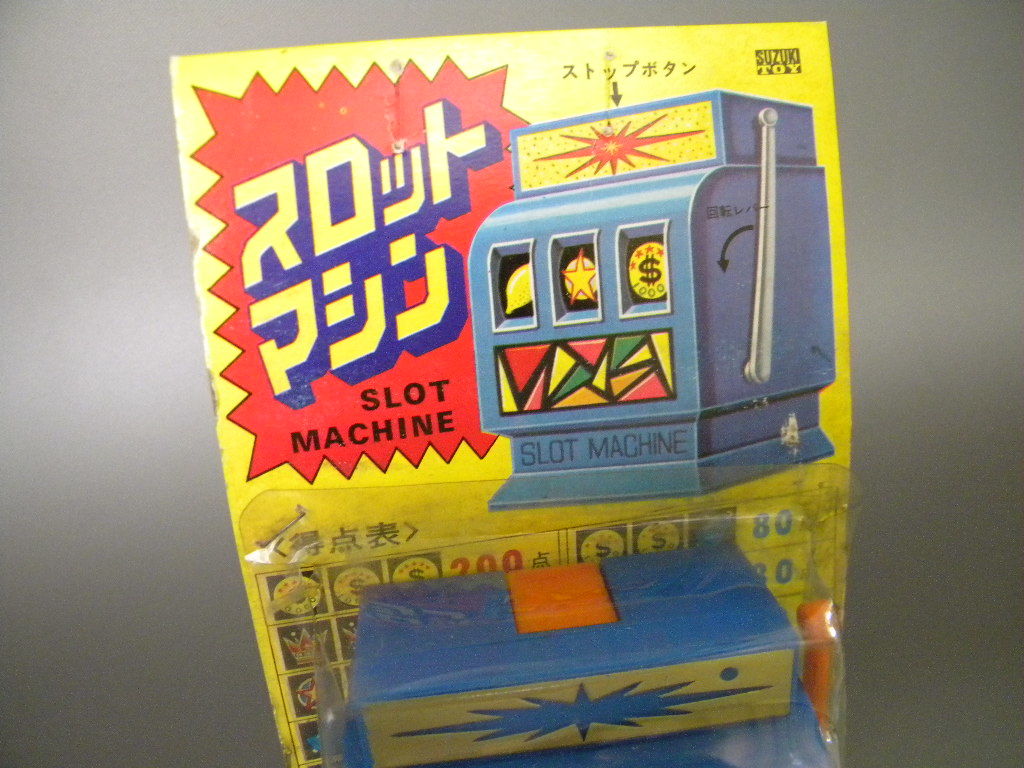 ストップボタン
SUZUKI
TOY
スロット
マシン
SLOT
MACHINE
回転レバー
$
1000
SLOT MACHINE
<得点表>
200点
80
80